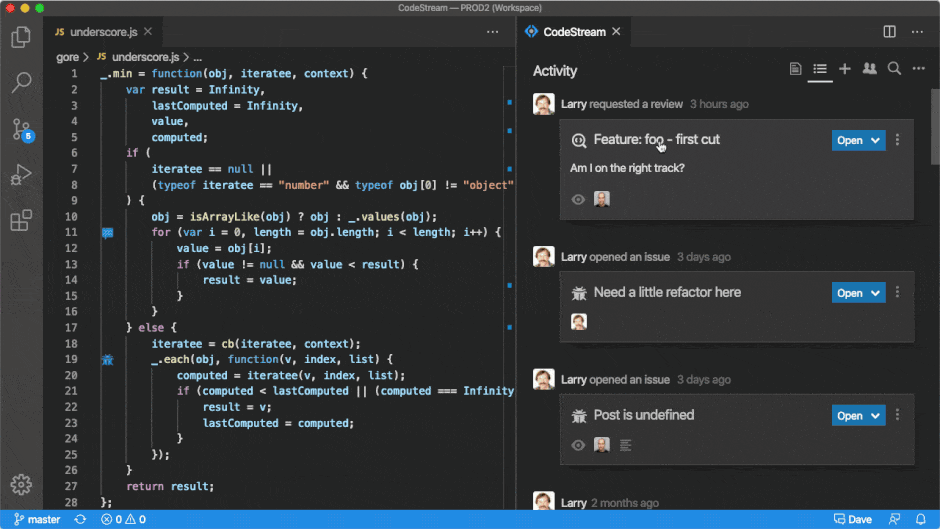 CodeStream — PROD2 (Workspace)
JS underscore.js
gore > JS underscore.js > ...
1 _.min = function(obj, iteratee, context) {
2 var result = Infinity,
3 lastComputed = Infinity,
4 value,
5 computed;
6 if (
7 iteratee == null ||
8 (typeof iteratee == "number" && typeof obj[0] != "object"
9 ) {
10 obj = isArrayLike(obj) ? obj : _.values(obj);
11 for (var i = 0, length = obj.length; i < length; i++) {
12 value = obj[i];
13 if (value != null && value < result) {
14 result = value;
15 }
16 }
17 } else {
18 iteratee = cb(iteratee, context);
19 _.each(obj, function(v, index, list) {
20 computed = iteratee(v, index, list);
21 if (computed < lastComputed || (computed === Infinity
22 result = v;
23 lastComputed = computed;
24 }
25 });
26 }
27 return result;
28 };
5
CodeStream
Activity
Larry requested a review 3 hours ago
Feature: foo - first cut
Open
Am I on the right track?
Larry opened an issue 3 days ago
Need a little refactor here
Open
Larry opened an issue 3 days ago
Post is undefined
Open
Larry 2 months ago
master
0 0
Dave